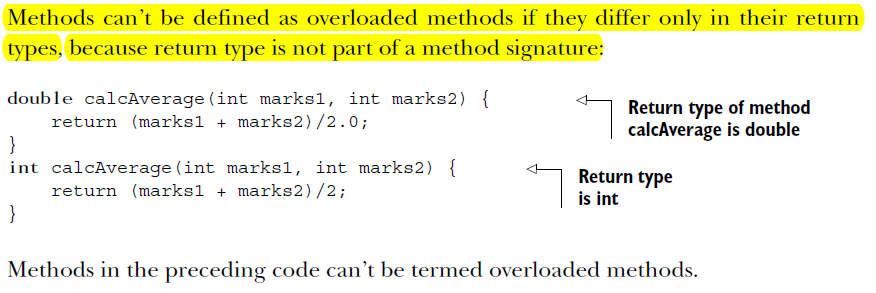 Methods can't be defined as overloaded methods if they differ only in their return
types, because return type is not part of a method signature:
double calcAverage(int marks1, int marks2) {
    return (marks1 + marks2)/2.0;
}
Return type of method
calcAverage is double
int calcAverage(int marks1, int marks2) {
    return (marks1 + marks2)/2;
}
Return type
is int
Methods in the preceding code can't be termed overloaded methods.